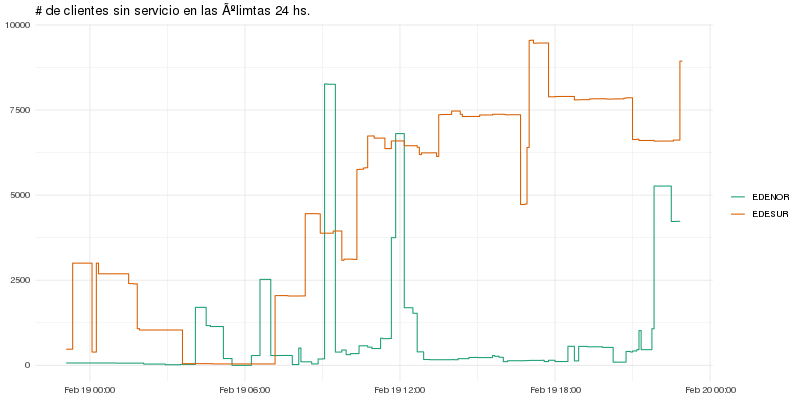 # de clientes sin servicio en las Ãºlimtas 24 hs.
10000
7500
5000
2500
0
Feb 19 00:00
Feb 19 06:00
Feb 19 12:00
Feb 19 18:00
Feb 20 00:00
EDENOR
EDESUR